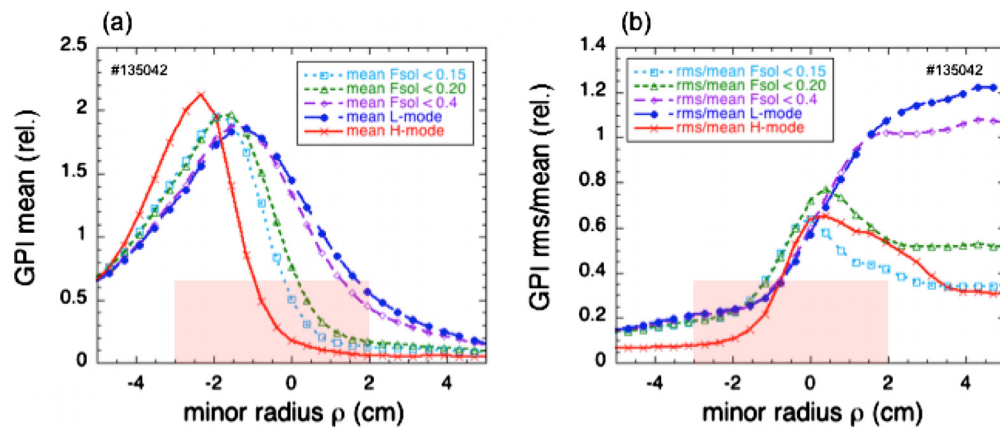 (a)
#135042
mean Fsol < 0.15
mean Fsol < 0.20
mean Fsol < 0.4
mean L-mode
mean H-mode
GPI mean (rel.)
2.5
2
1.5
1
0.5
0
-4 -2 0 2 4
minor radius ρ (cm)
(b)
#135042
rms/mean Fsol < 0.15
rms/mean Fsol < 0.20
rms/mean Fsol < 0.4
rms/mean L-mode
rms/mean H-mode
GPI rms/mean (rel.)
1.4
1.2
1
0.8
0.6
0.4
0.2
0
-4 -2 0 2 4
minor radius ρ (cm)